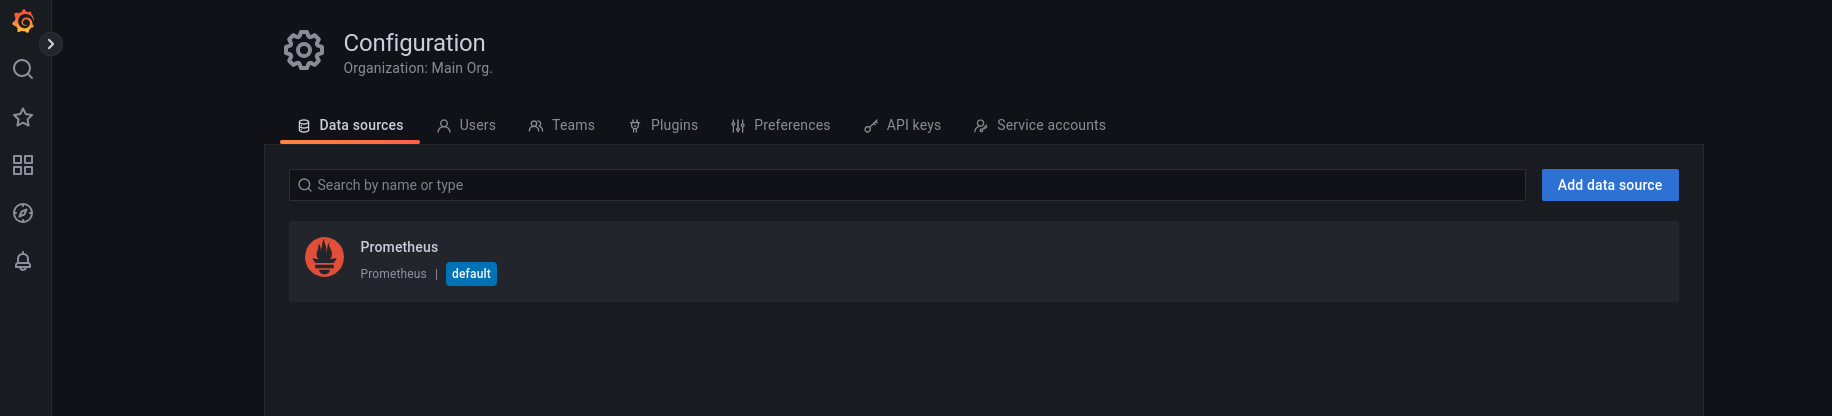 Configuration
Organization: Main Org.
Data sources Users Teams Plugins Preferences API keys Service accounts
Search by name or type Add data source
Prometheus
Prometheus | default